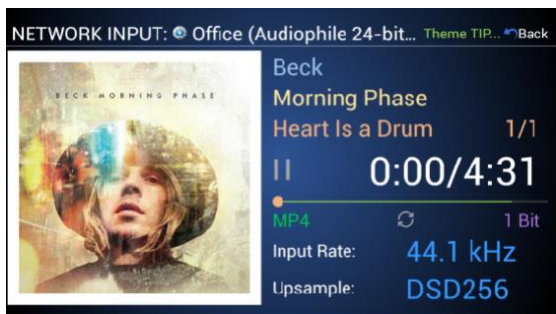 NETWORK INPUT: Office (Audiophile 24-bit... Theme TIP... Back
BECK MORNING PHASE
Beck
Morning Phase
Heart Is a Drum 1/1
0:00/4:31
MP4 1 Bit
Input Rate: 44.1 kHz
Upsample: DSD256